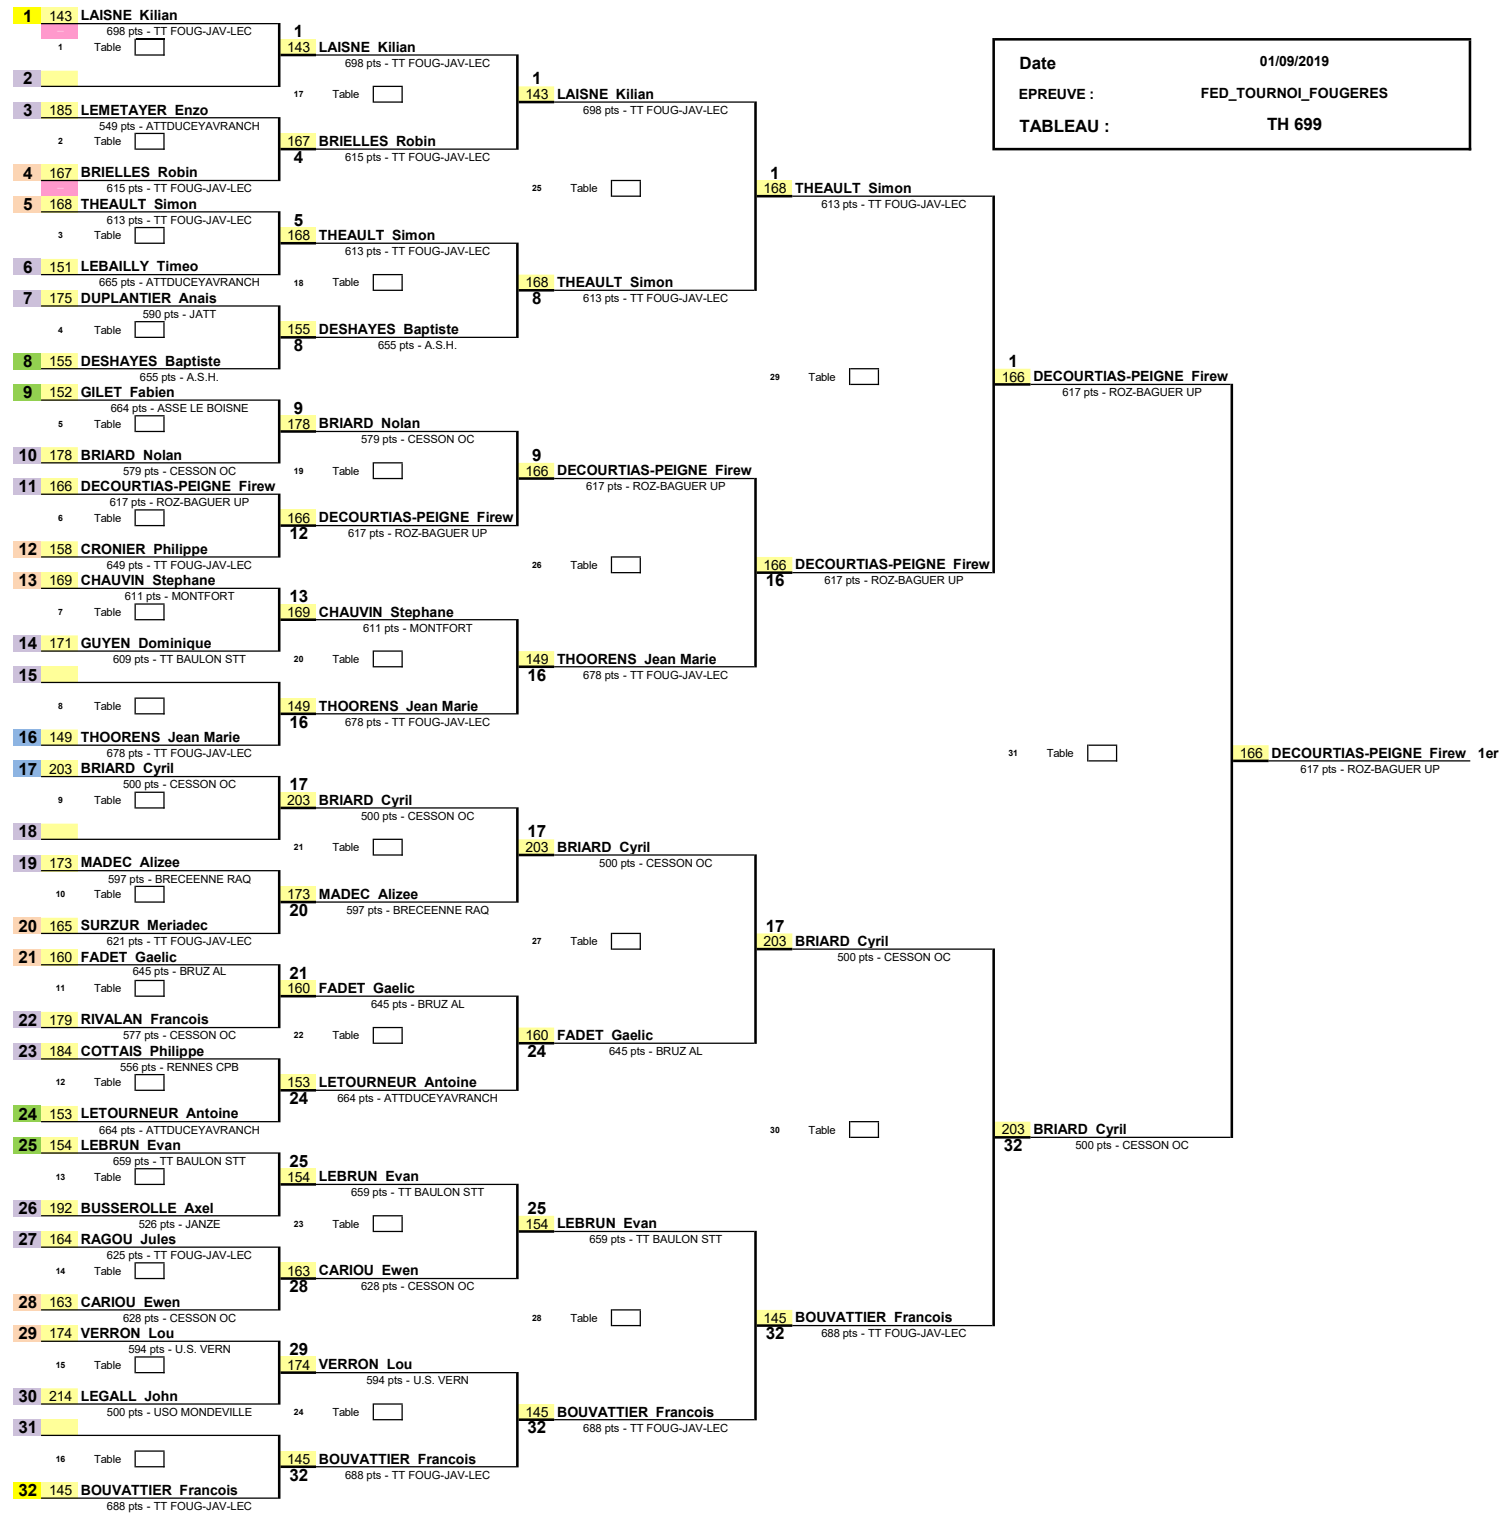 Date 01/09/2019
EPREUVE : FED_TOURNOI_FOUGERES
TABLEAU : TH 699
1 143 LAISNE Kilian
698 pts - TT FOUG-JAV-LEC
1 Table
2
3 185 LEMETAYER Enzo
549 pts - ATTDUCEYAVRANCH
2 Table
4 167 BRIELLES Robin
615 pts - TT FOUG-JAV-LEC
5 168 THEAULT Simon
613 pts - TT FOUG-JAV-LEC
3 Table
6 151 LEBAILLY Timeo
665 pts - ATTDUCEYAVRANCH
7 175 DUPLANTIER Anais
590 pts - JATT
4 Table
8 155 DESHAYES Baptiste
655 pts - A.S.H.
9 152 GILET Fabien
664 pts - ASSE LE BOISNE
5 Table
10 178 BRIARD Nolan
579 pts - CESSON OC
11 166 DECOURTIAS-PEIGNE Firew
617 pts - ROZ-BAGUER UP
6 Table
12 158 CRONIER Philippe
649 pts - TT FOUG-JAV-LEC
13 169 CHAUVIN Stephane
611 pts - MONTFORT
7 Table
14 171 GUYEN Dominique
609 pts - TT BAULON STT
15
8 Table
16 149 THOORENS Jean Marie
678 pts - TT FOUG-JAV-LEC
17 203 BRIARD Cyril
500 pts - CESSON OC
9 Table
18
19 173 MADEC Alizee
597 pts - BRECEENNE RAQ
10 Table
20 165 SURZUR Meriadec
621 pts - TT FOUG-JAV-LEC
21 160 FADET Gaelic
645 pts - BRUZ AL
11 Table
22 179 RIVALAN Francois
577 pts - CESSON OC
23 184 COTTAIS Philippe
556 pts - RENNES CPB
12 Table
24 153 LETOURNEUR Antoine
664 pts - ATTDUCEYAVRANCH
25 154 LEBRUN Evan
659 pts - TT BAULON STT
13 Table
26 192 BUSSEROLLE Axel
526 pts - JANZE
27 164 RAGOU Jules
625 pts - TT FOUG-JAV-LEC
14 Table
28 163 CARIOU Ewen
628 pts - CESSON OC
29 174 VERRON Lou
594 pts - U.S. VERN
15 Table
30 214 LEGALL John
500 pts - USO MONDEVILLE
31
16 Table
32 145 BOUVATTIER Francois
688 pts - TT FOUG-JAV-LEC
1
143 LAISNE Kilian
698 pts - TT FOUG-JAV-LEC
17 Table
167 BRIELLES Robin
4 615 pts - TT FOUG-JAV-LEC
5
168 THEAULT Simon
613 pts - TT FOUG-JAV-LEC
18 Table
155 DESHAYES Baptiste
8 655 pts - A.S.H.
9
178 BRIARD Nolan
579 pts - CESSON OC
19 Table
166 DECOURTIAS-PEIGNE Firew
12 617 pts - ROZ-BAGUER UP
13
169 CHAUVIN Stephane
611 pts - MONTFORT
20 Table
149 THOORENS Jean Marie
16 678 pts - TT FOUG-JAV-LEC
17
203 BRIARD Cyril
500 pts - CESSON OC
21 Table
173 MADEC Alizee
20 597 pts - BRECEENNE RAQ
21
160 FADET Gaelic
645 pts - BRUZ AL
22 Table
153 LETOURNEUR Antoine
24 664 pts - ATTDUCEYAVRANCH
25
154 LEBRUN Evan
659 pts - TT BAULON STT
23 Table
163 CARIOU Ewen
28 628 pts - CESSON OC
29
174 VERRON Lou
594 pts - U.S. VERN
24 Table
145 BOUVATTIER Francois
32 688 pts - TT FOUG-JAV-LEC
1
143 LAISNE Kilian
698 pts - TT FOUG-JAV-LEC
25 Table
168 THEAULT Simon
8 613 pts - TT FOUG-JAV-LEC
9
166 DECOURTIAS-PEIGNE Firew
617 pts - ROZ-BAGUER UP
26 Table
149 THOORENS Jean Marie
16 678 pts - TT FOUG-JAV-LEC
17
203 BRIARD Cyril
500 pts - CESSON OC
27 Table
160 FADET Gaelic
24 645 pts - BRUZ AL
25
154 LEBRUN Evan
659 pts - TT BAULON STT
28 Table
145 BOUVATTIER Francois
32 688 pts - TT FOUG-JAV-LEC
1
168 THEAULT Simon
613 pts - TT FOUG-JAV-LEC
29 Table
166 DECOURTIAS-PEIGNE Firew
16 617 pts - ROZ-BAGUER UP
17
203 BRIARD Cyril
500 pts - CESSON OC
30 Table
145 BOUVATTIER Francois
32 688 pts - TT FOUG-JAV-LEC
1
166 DECOURTIAS-PEIGNE Firew
617 pts - ROZ-BAGUER UP
31 Table
203 BRIARD Cyril
32 500 pts - CESSON OC
166 DECOURTIAS-PEIGNE Firew 1er
617 pts - ROZ-BAGUER UP